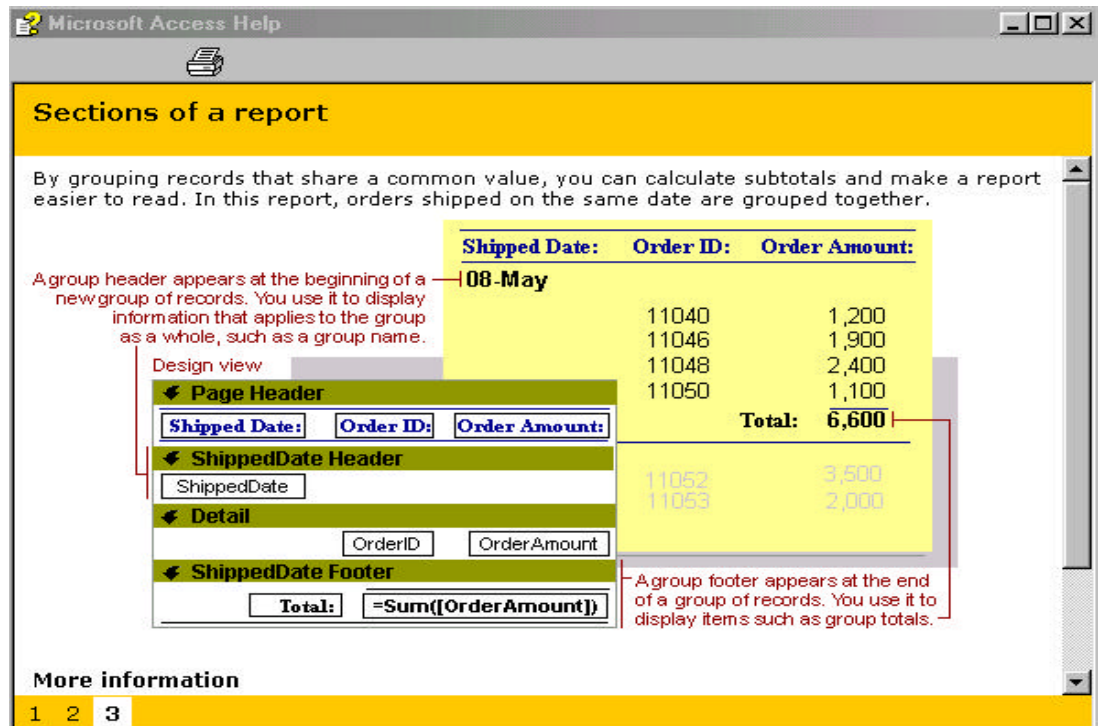 Microsoft Access Help
Sections of a report
By grouping records that share a common value, you can calculate subtotals and make a report
easier to read. In this report, orders shipped on the same date are grouped together.
Shipped Date: Order ID: Order Amount:
A group header appears at the beginning of a
new group of records. You use it to display
information that applies to the group
as a whole, such as a group name.
08-May
11040 1,200
11046 1,900
11048 2,400
11050 1,100
Total: 6,600
11052 3,500
11053 2,000
Design view
Page Header
Shipped Date: Order ID: Order Amount:
ShippedDate Header
ShippedDate
Detail
OrderID OrderAmount
ShippedDate Footer
Total: =Sum([OrderAmount])
A group footer appears at the end
of a group of records. You use it to
display items such as group totals.
More information
1 2 3